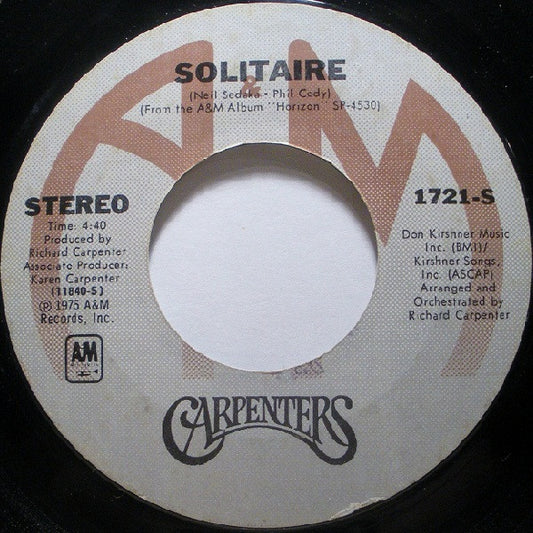 SOLITAIRE
(Neil Sedaka - Phil Cody)
(From the A&M Album "Horizon" SP-4530)
STEREO
Time: 4:40
Produced by
Richard Carpenter
Associate Producer:
Karen Carpenter
(11840-S)
℗ 1975 A&M
Records, Inc.
A&M
1721-S
Don Kirshner Music
Inc. (BMI)/
Kirshner Songs,
Inc. (ASCAP)
Arranged and
Orchestrated by
Richard Carpenter
CARPENTERS